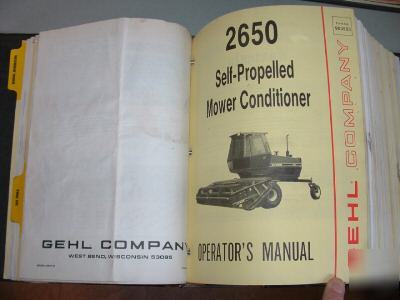 GEHL COMPANY
WEST BEND, WISCONSIN 53095
2650
Self-Propelled
Mower Conditioner
OPERATOR'S MANUAL
GEHL COMPANY